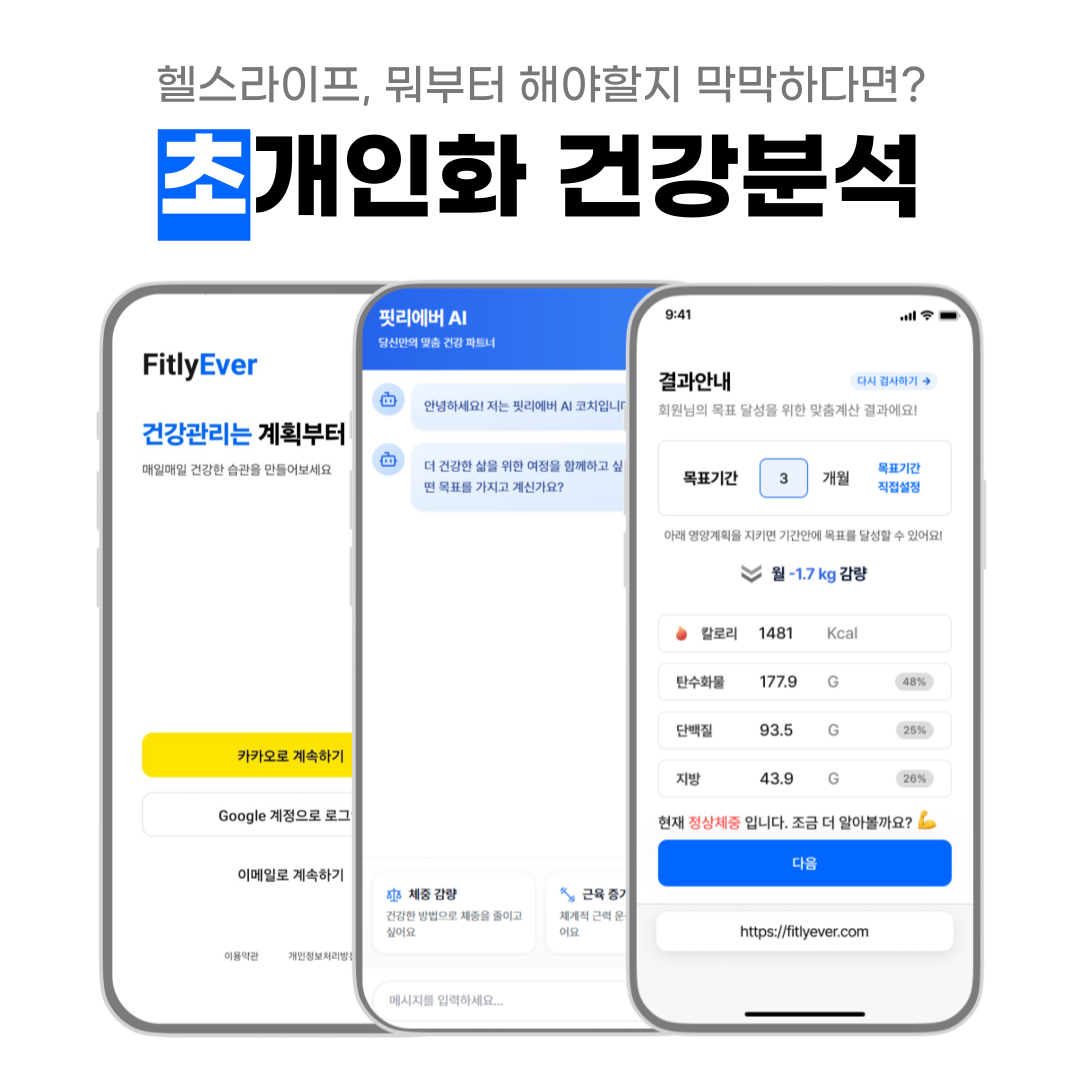 헬스라이프, 뭐부터 해야할지 막막하다면?
초개인화 건강분석
FitlyEver
건강관리는 계획부터
매일매일 건강한 습관을 만들어보세요
카카오로 계속하기
Google 계정으로 로그
이메일로 계속하기
이용약관 개인정보처리방
핏리에버 AI
당신만의 맞춤 건강 파트너
안녕하세요! 저는 핏리에버 AI 코치입니다
더 건강한 삶을 위한 여정을 함께하고 싶
떤 목표를 가지고 계신가요?
체중 감량
건강한 방법으로 체중을 줄이고
싶어요
근육 증가
체계적 근력 운
어요
메시지를 입력하세요...
9:41
결과안내
다시 검사하기 →
회원님의 목표 달성을 위한 맞춤계산 결과에요!
목표기간 3 개월
목표기간
직접설정
아래 영양계획을 지키면 기간안에 목표를 달성할 수 있어요!
월 -1.7 kg 감량
칼로리 1481 Kcal
탄수화물 177.9 G 48%
단백질 93.5 G 25%
지방 43.9 G 26%
현재 정상체중 입니다. 조금 더 알아볼까요? 💪
다음
https://fitlyever.com